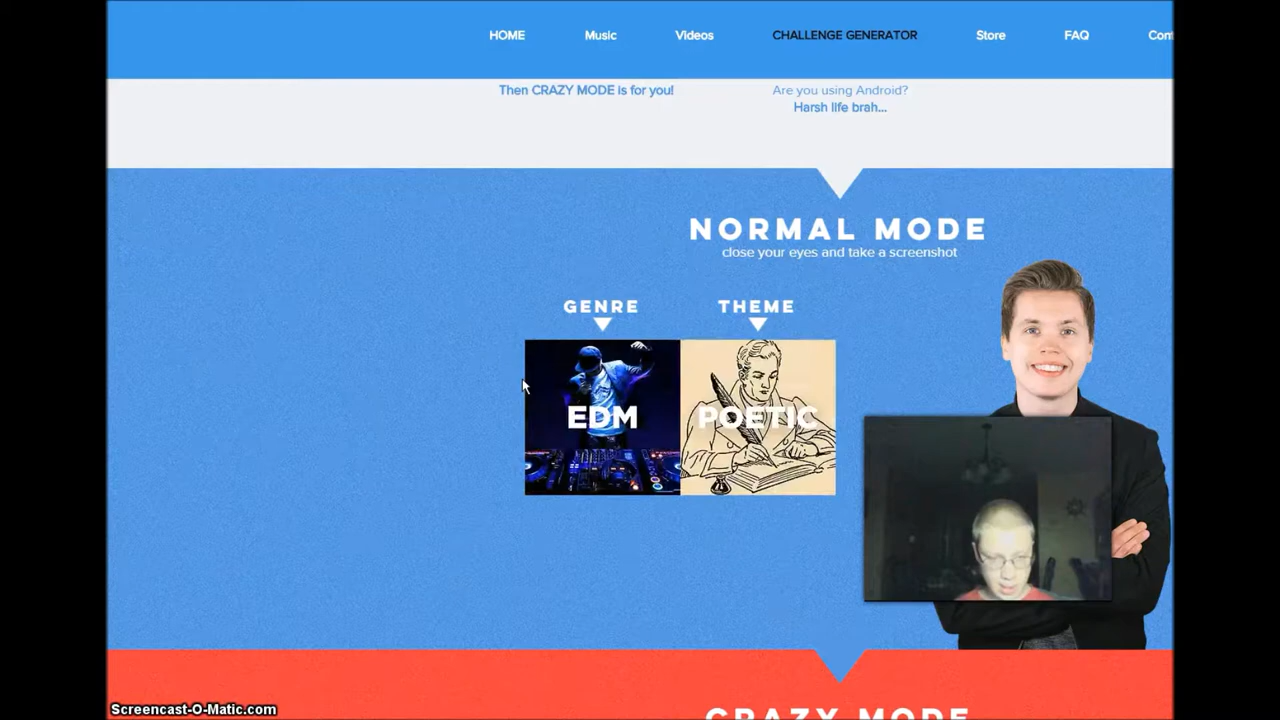 HOME Music Videos CHALLENGE GENERATOR Store FAQ
Then CRAZY MODE is for you!
Are you using Android?
Harsh life brah...
NORMAL MODE
close your eyes and take a screenshot
GENRE THEME
EDM POETIC
CRAZY MODE
Screencast-O-Matic.com